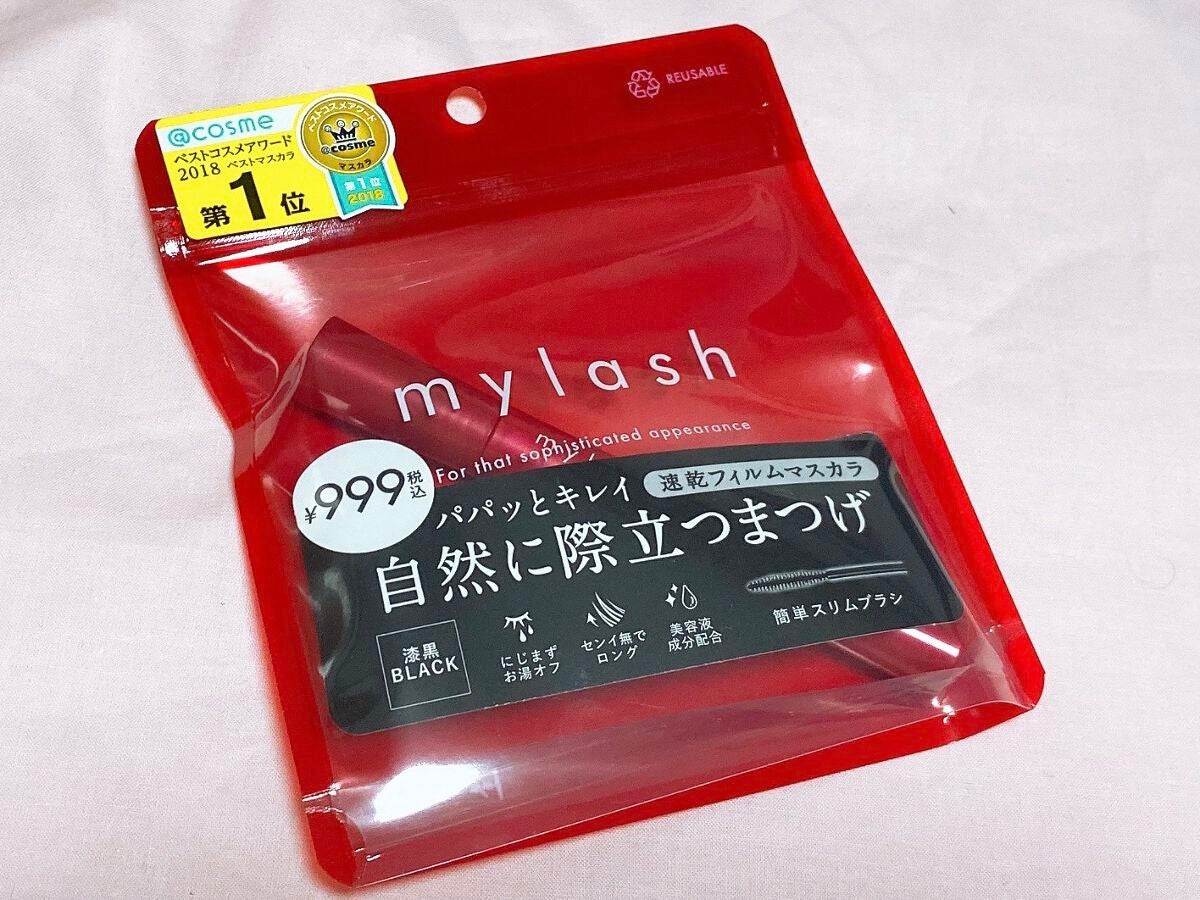 REUSABLE
@cosme
ベストコスメアワード
2018 ベストマスカラ
第1位
ベストコスメアワード
@cosme
マスカラ
第1位
2018
mylash
For that sophisticated appearance
¥999税込
パパッとキレイ 速乾フィルムマスカラ
自然に際立つまつげ
漆黒
BLACK
にじまず
お湯オフ
センイ無で
ロング
美容液
成分配合
簡単スリムブラシ